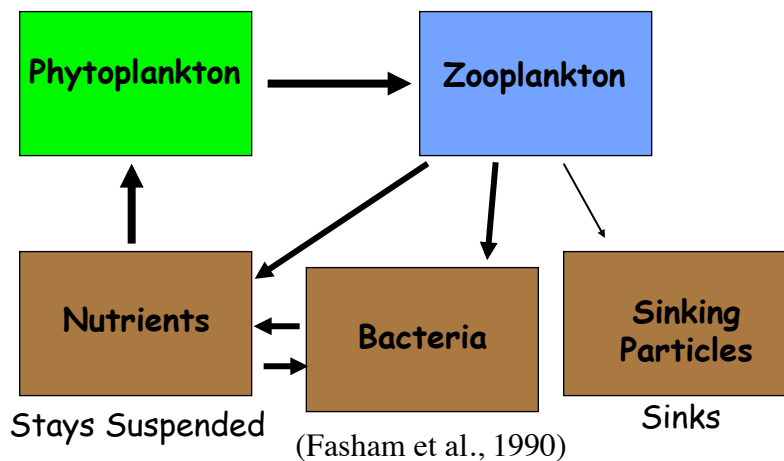 Phytoplankton
Zooplankton
Nutrients
Bacteria
Sinking
Particles
Stays Suspended
Sinks
(Fasham et al., 1990)